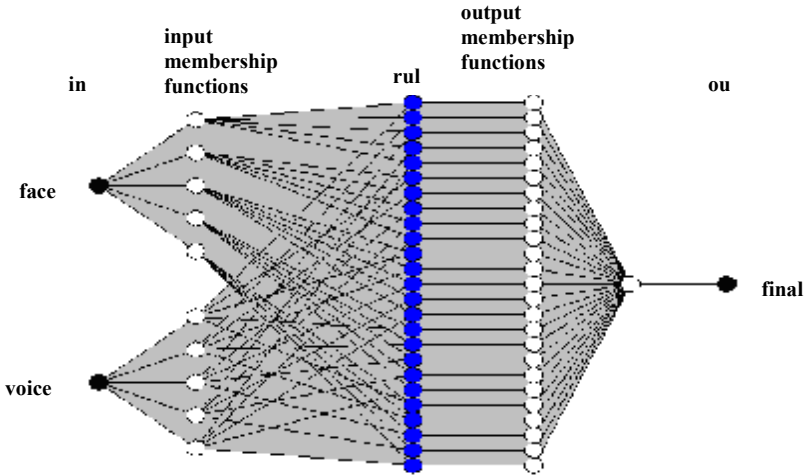 in
input
membership
functions
rul
output
membership
functions
ou
face
voice
final